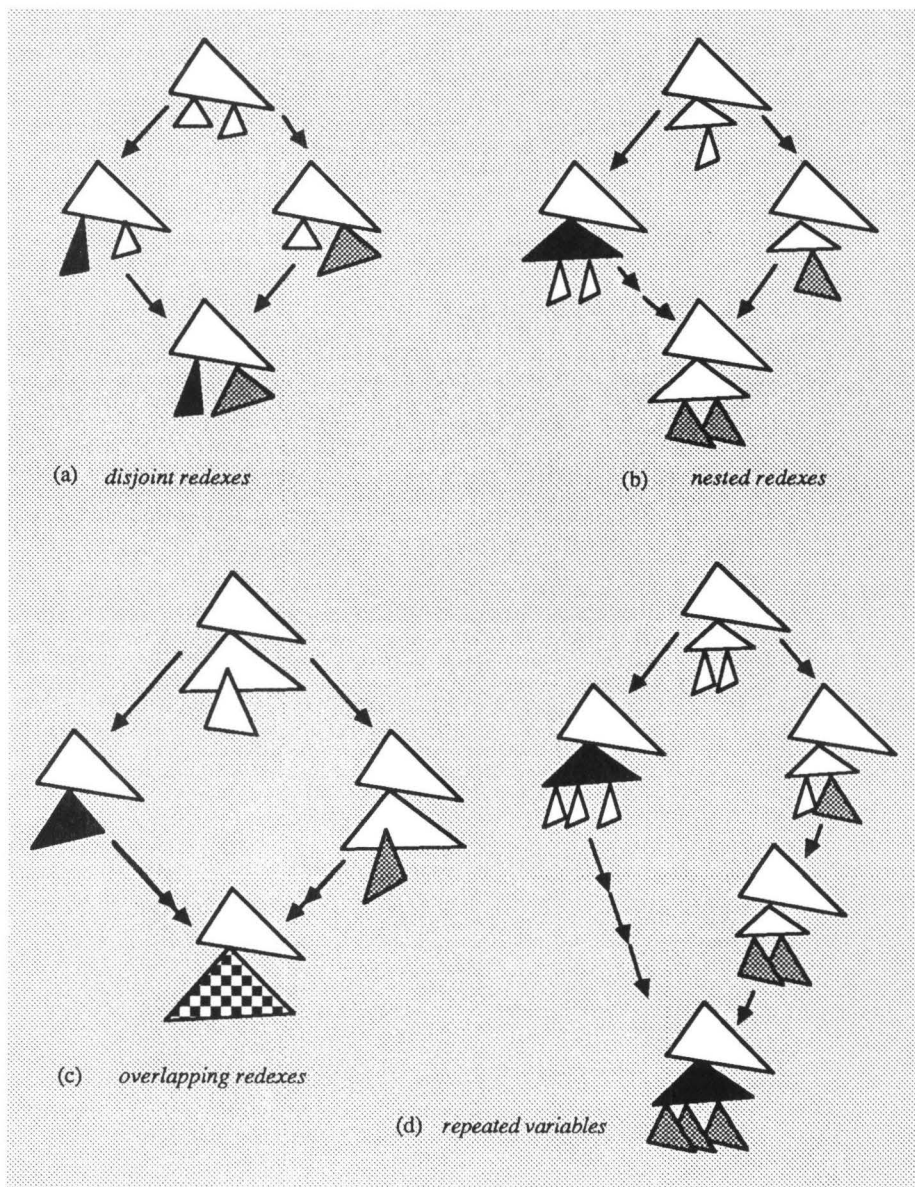 (a) disjoint redexes
(b) nested redexes
(c) overlapping redexes
(d) repeated variables